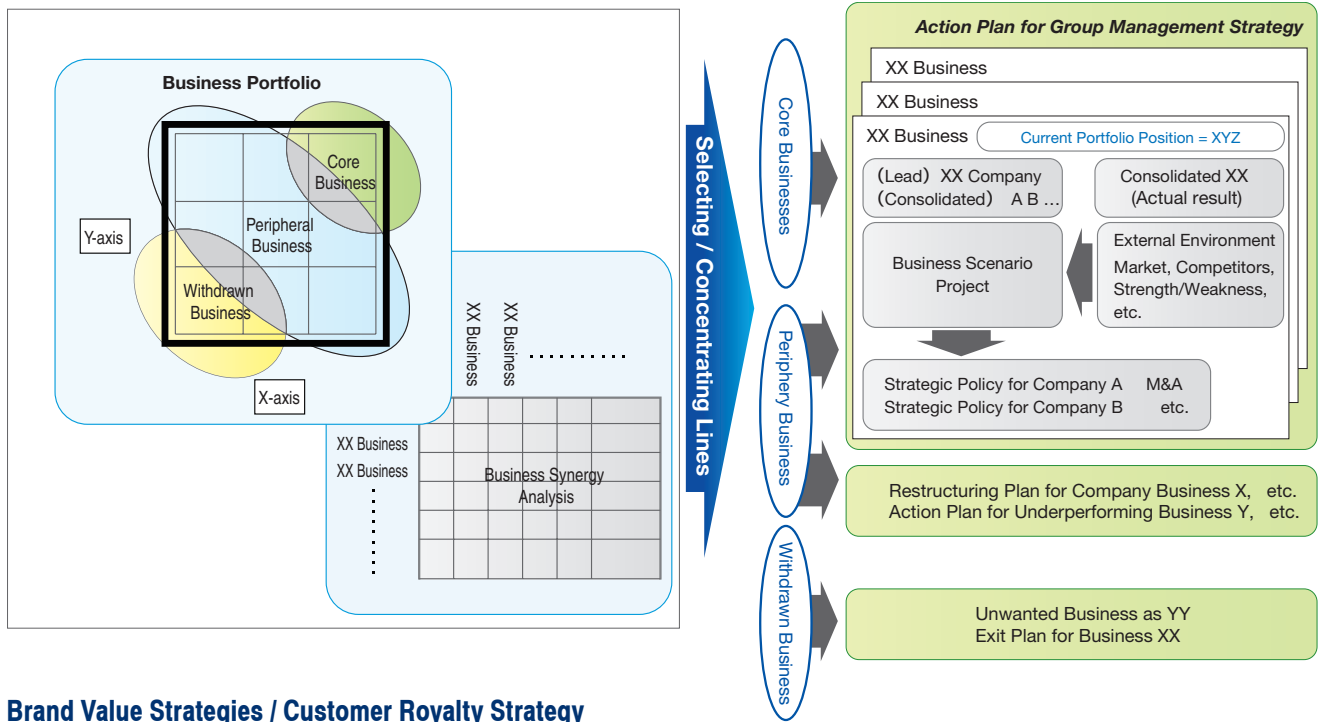 Business Portfolio
Core
Business
Peripheral
Business
Withdrawn
Business
Y-axis
X-axis
XX Business
XX Business
.........
XX Business
XX Business
Business Synergy
Analysis
Selecting / Concentrating Lines
Core Businesses
Periphery Business
Withdrawn Business
Action Plan for Group Management Strategy
XX Business
XX Business
XX Business
Current Portfolio Position = XYZ
(Lead) XX Company
(Consolidated) A B ...
Consolidated XX
(Actual result)
Business Scenario
Project
External Environment
Market, Competitors,
Strength/Weakness,
etc.
Strategic Policy for Company A M&A
Strategic Policy for Company B etc.
Restructuring Plan for Company Business X, etc.
Action Plan for Underperforming Business Y, etc.
Unwanted Business as YY
Exit Plan for Business XX
Brand Value Strategies / Customer Royalty Strategy